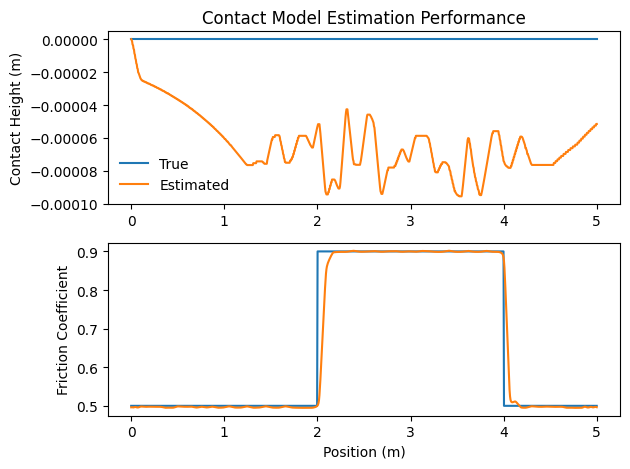 Contact Model Estimation Performance
Contact Height (m)
0.00000
−0.00002
−0.00004
−0.00006
−0.00008
−0.00010
True
Estimated
0 1 2 3 4 5
Friction Coefficient
0.9
0.8
0.7
0.6
0.5
0 1 2 3 4 5
Position (m)